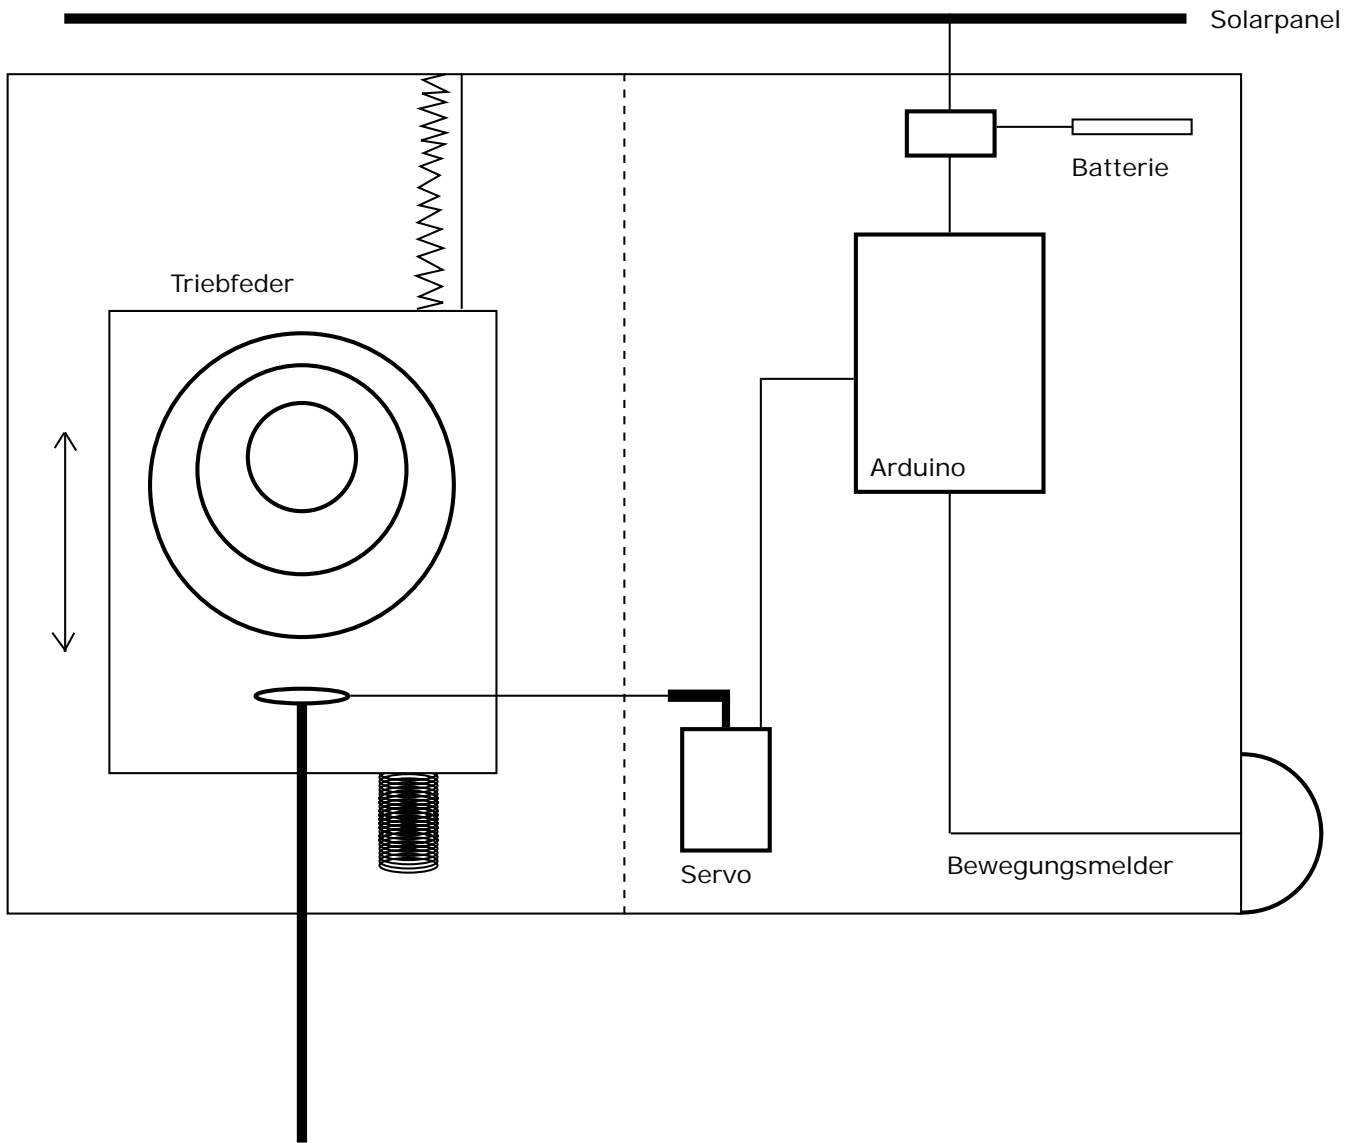 Solarpanel
Batterie
Triebfeder
Arduino
Servo
Bewegungsmelder